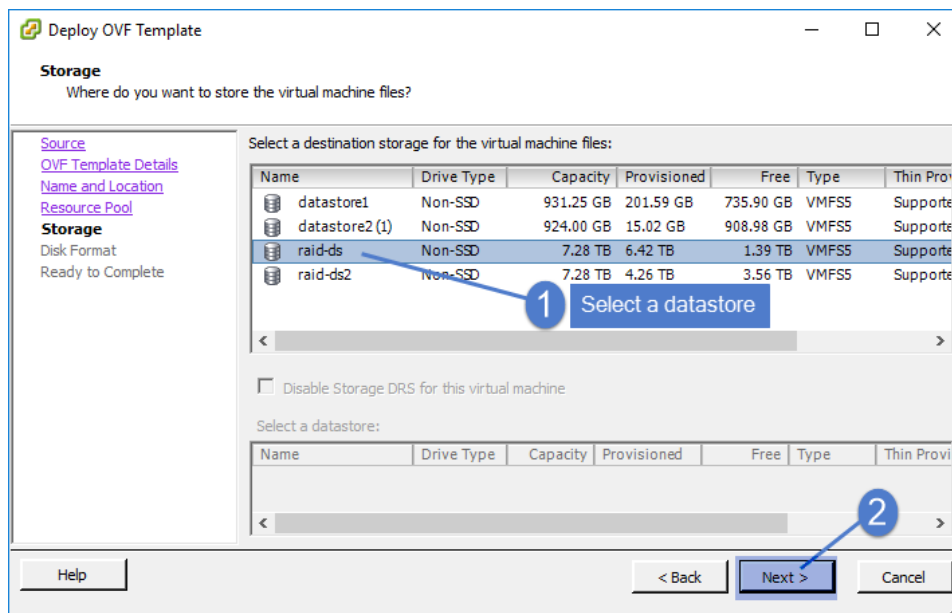 Deploy OVF Template
Storage
Where do you want to store the virtual machine files?
Source
OVF Template Details
Name and Location
Resource Pool
Storage
Disk Format
Ready to Complete
Select a destination storage for the virtual machine files:
Name Drive Type Capacity Provisioned Free Type Thin Prov
datastore1 Non-SSD 931.25 GB 201.59 GB 735.90 GB VMFS5 Supporte
datastore2 (1) Non-SSD 924.00 GB 15.02 GB 908.98 GB VMFS5 Supporte
raid-ds Non-SSD 7.28 TB 6.42 TB 1.39 TB VMFS5 Supporte
raid-ds2 Non-SSD 7.28 TB 4.26 TB 3.56 TB VMFS5 Supporte
1 Select a datastore
Disable Storage DRS for this virtual machine
Select a datastore:
Name Drive Type Capacity Provisioned Free Type Thin Provi
2
Help < Back Next > Cancel